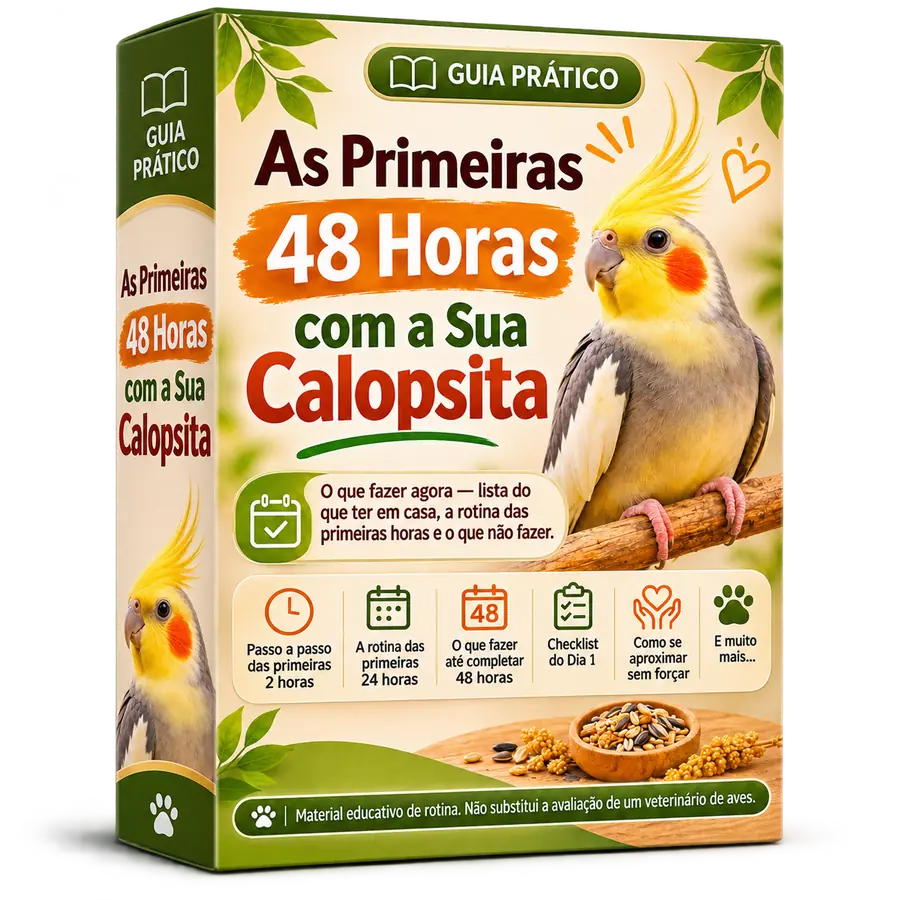 GUIA PRÁTICO
As Primeiras
48 Horas
com a Sua
Calopsita
O que fazer agora — lista do
que ter em casa, a rotina das
primeiras horas e o que não fazer.
Passo a passo
das primeiras
2 horas
A rotina das
primeiras
24 horas
48
O que fazer
até completar
48 horas
Checklist
do Dia 1
Como se
aproximar
sem forçar
E muito
mais...
Material educativo de rotina. Não substitui a avaliação de um veterinário de aves.
GUIA
PRÁTICO
As Primeiras
48 Horas
com a Sua
Calopsita